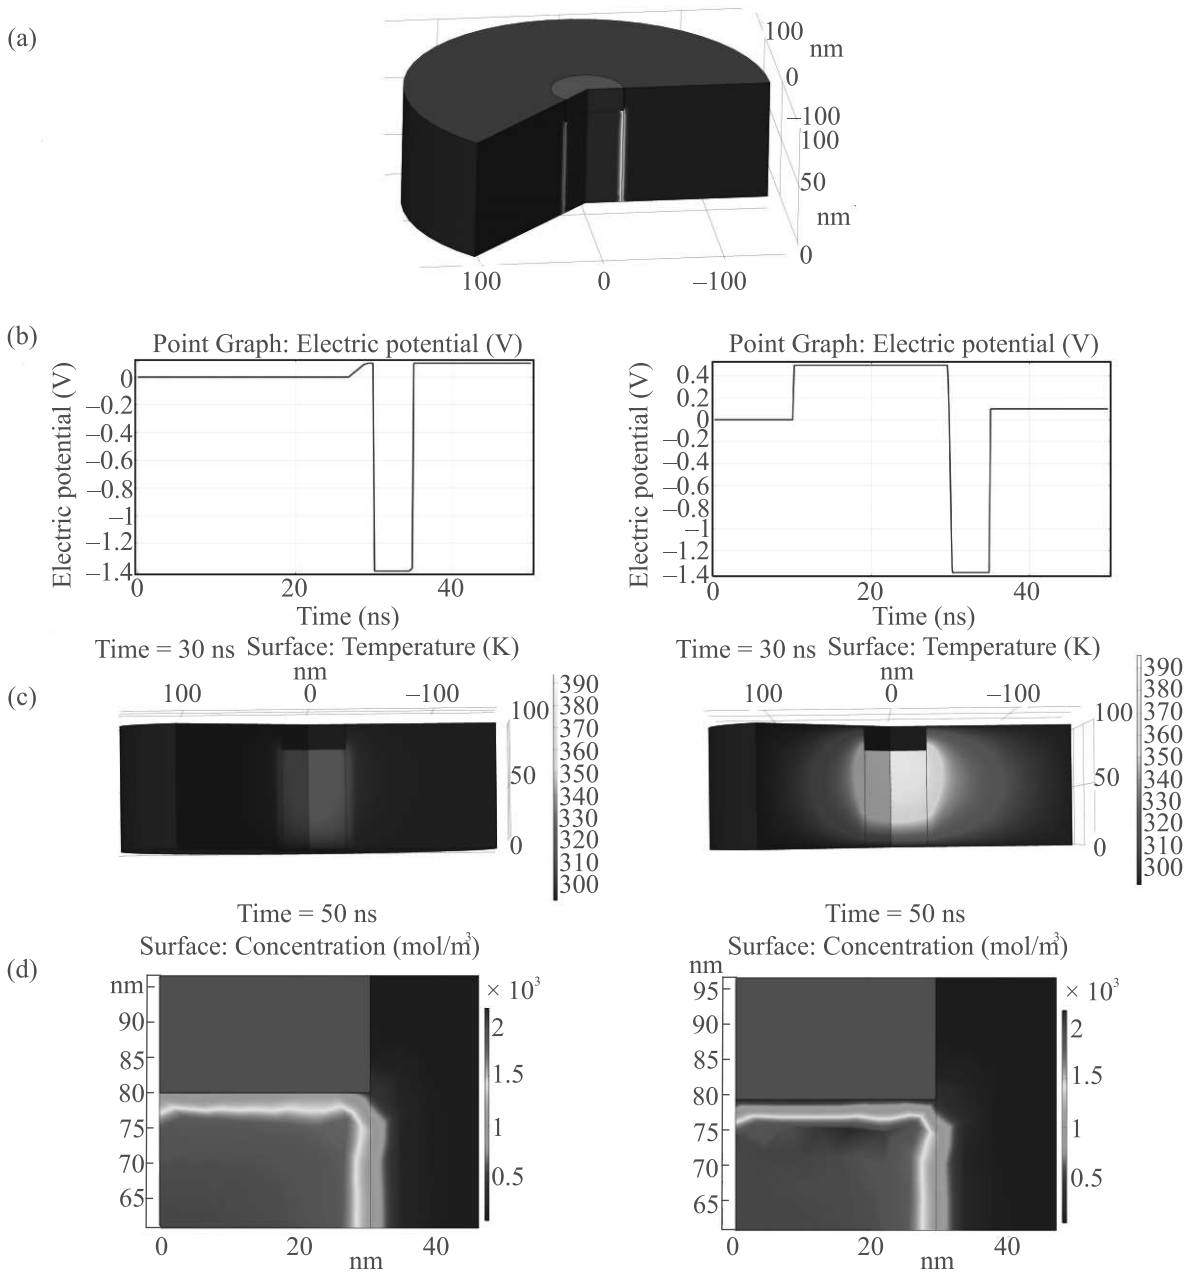 (a)
100
nm
0
–100
100
50
nm
0
100 0 –100
(b)
Point Graph: Electric potential (V)
Electric potential (V)
0
–0.2
–0.4
–0.6
–0.8
–1
–1.2
–1.4
0 20 40
Time (ns)
Point Graph: Electric potential (V)
Electric potential (V)
0.4
0.2
0
–0.2
–0.4
–0.6
–0.8
–1
–1.2
–1.4
0 20 40
Time (ns)
(c)
Time = 30 ns Surface: Temperature (K)
nm
100 0 –100
100
50
0
390
380
370
360
350
340
330
320
310
300
Time = 30 ns Surface: Temperature (K)
nm
100 0 –100
100
50
0
390
380
370
360
350
340
330
320
310
300
(d)
Time = 50 ns
Surface: Concentration (mol/m³)
nm
90
85
80
75
70
65
0 20 40
nm
× 10³
2
1.5
1
0.5
Time = 50 ns
Surface: Concentration (mol/m³)
nm
95
90
85
80
75
70
65
0 20 40
nm
× 10³
2
1.5
1
0.5